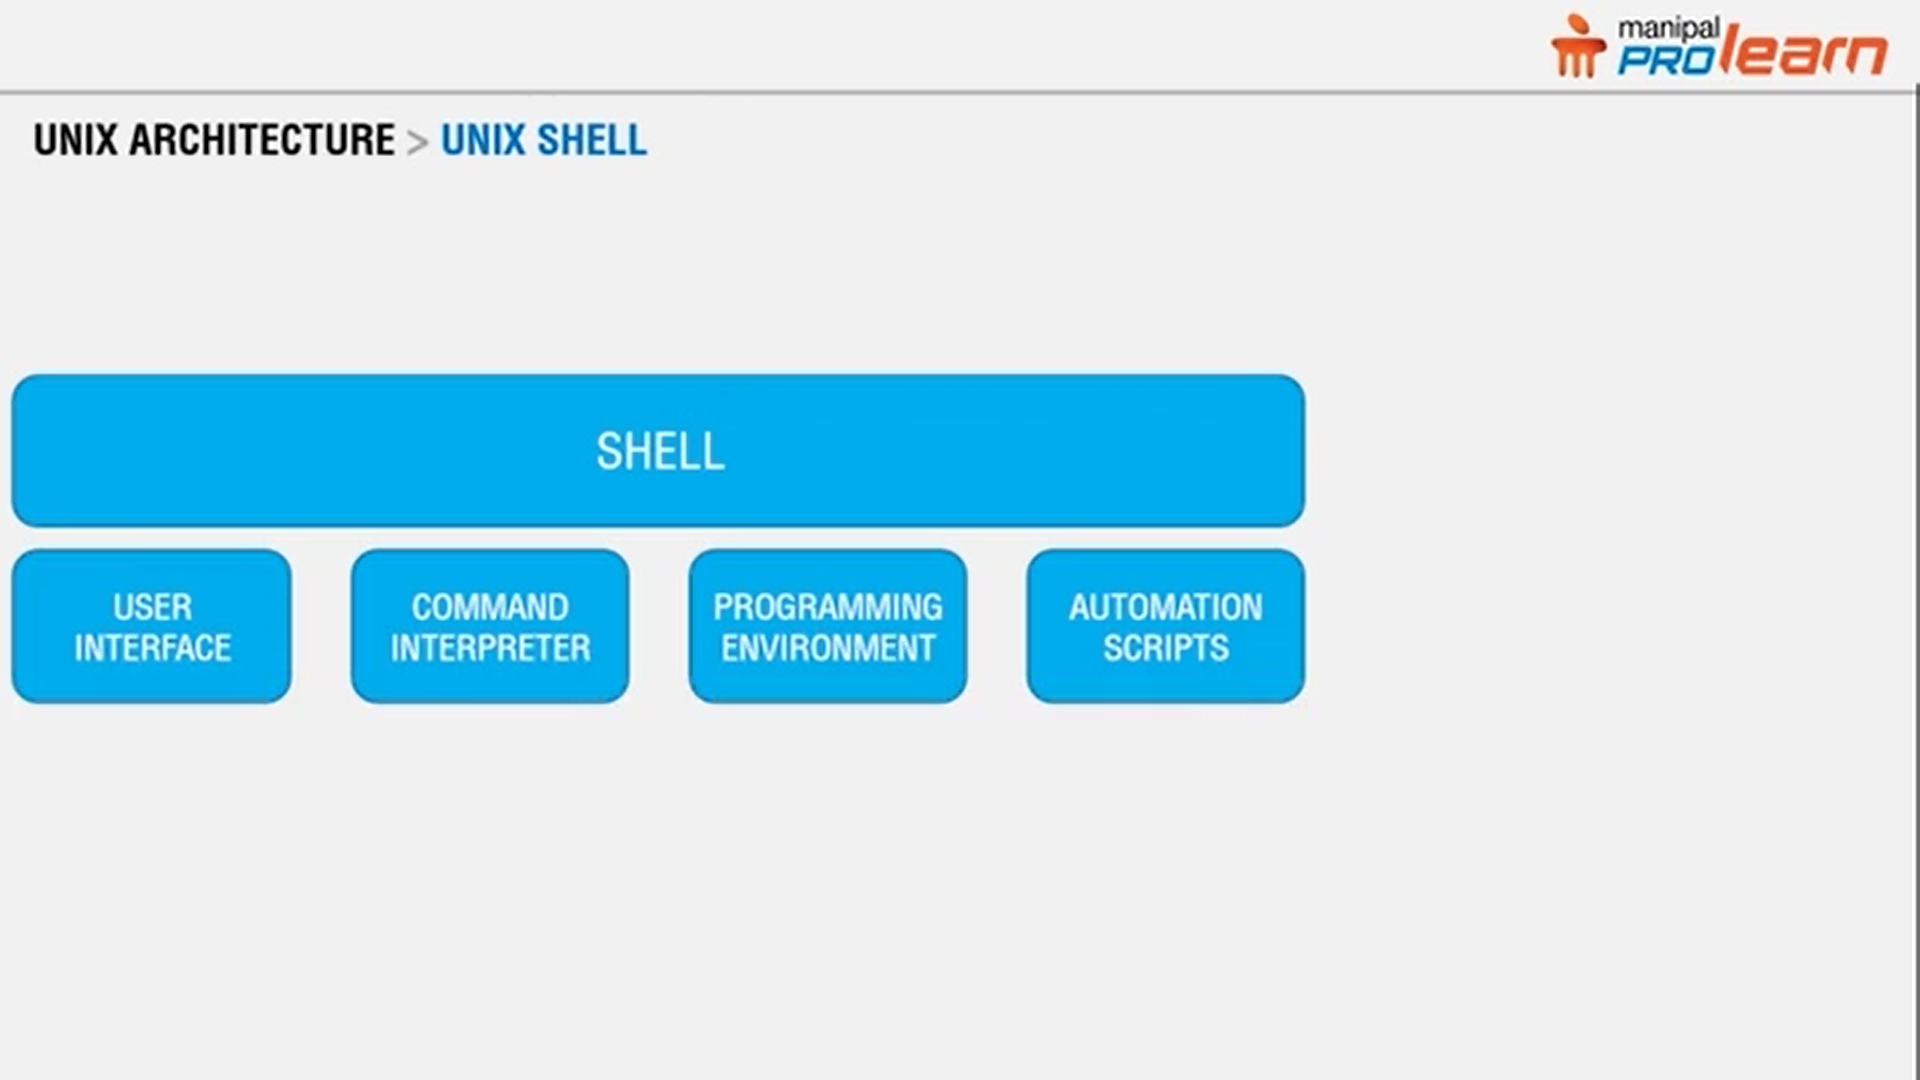 manipal
PROlearn
UNIX ARCHITECTURE > UNIX SHELL
SHELL
USER
INTERFACE
COMMAND
INTERPRETER
PROGRAMMING
ENVIRONMENT
AUTOMATION
SCRIPTS